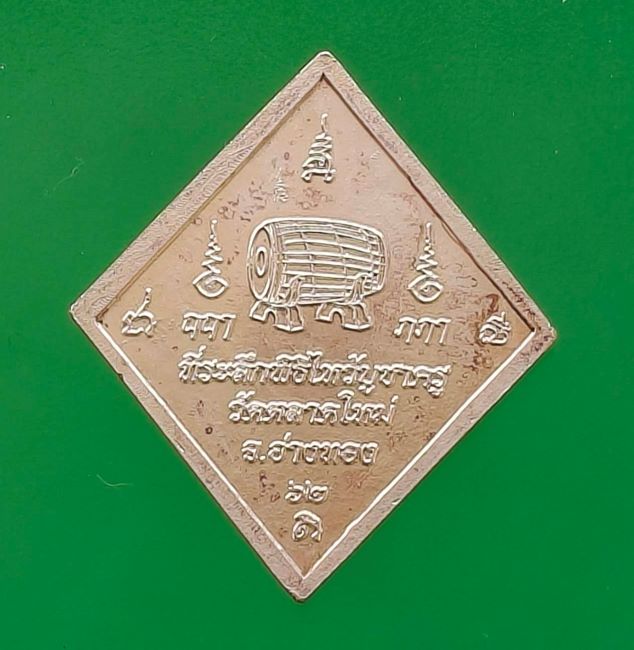 ที่ระลึกพิธีไหว้บูชาครู
วัดตลาดใหม่
จ.อ่างทอง
๖๒